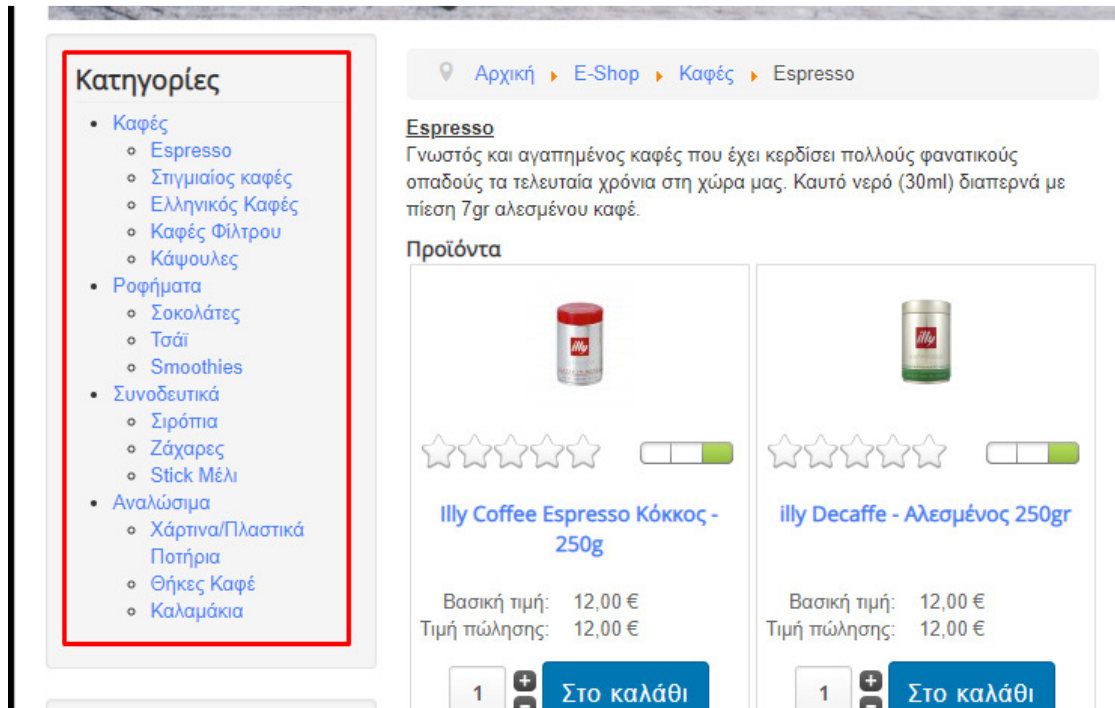 Κατηγορίες
Καφές
Espresso
Στιγμιαίος καφές
Ελληνικός Καφές
Καφές Φίλτρου
Κάψουλες
Ροφήματα
Σοκολάτες
Τσάϊ
Smoothies
Συνοδευτικά
Σιρόπια
Ζάχαρες
Stick Μέλι
Αναλώσιμα
Χάρτινα/Πλαστικά
Ποτήρια
Θήκες Καφέ
Καλαμάκια
Αρχική E-Shop Καφές Espresso
Espresso
Γνωστός και αγαπημένος καφές που έχει κερδίσει πολλούς φανατικούς
οπαδούς τα τελευταία χρόνια στη χώρα μας. Καυτό νερό (30ml) διαπερνά με
πίεση 7gr αλεσμένου καφέ.
Προϊόντα
illy
Illy Coffee Espresso Κόκκος -
250g
Βασική τιμή: 12,00 €
Τιμή πώλησης: 12,00 €
1 Στο καλάθι
illy
illy Decaffe - Αλεσμένος 250gr
Βασική τιμή: 12,00 €
Τιμή πώλησης: 12,00 €
1 Στο καλάθι